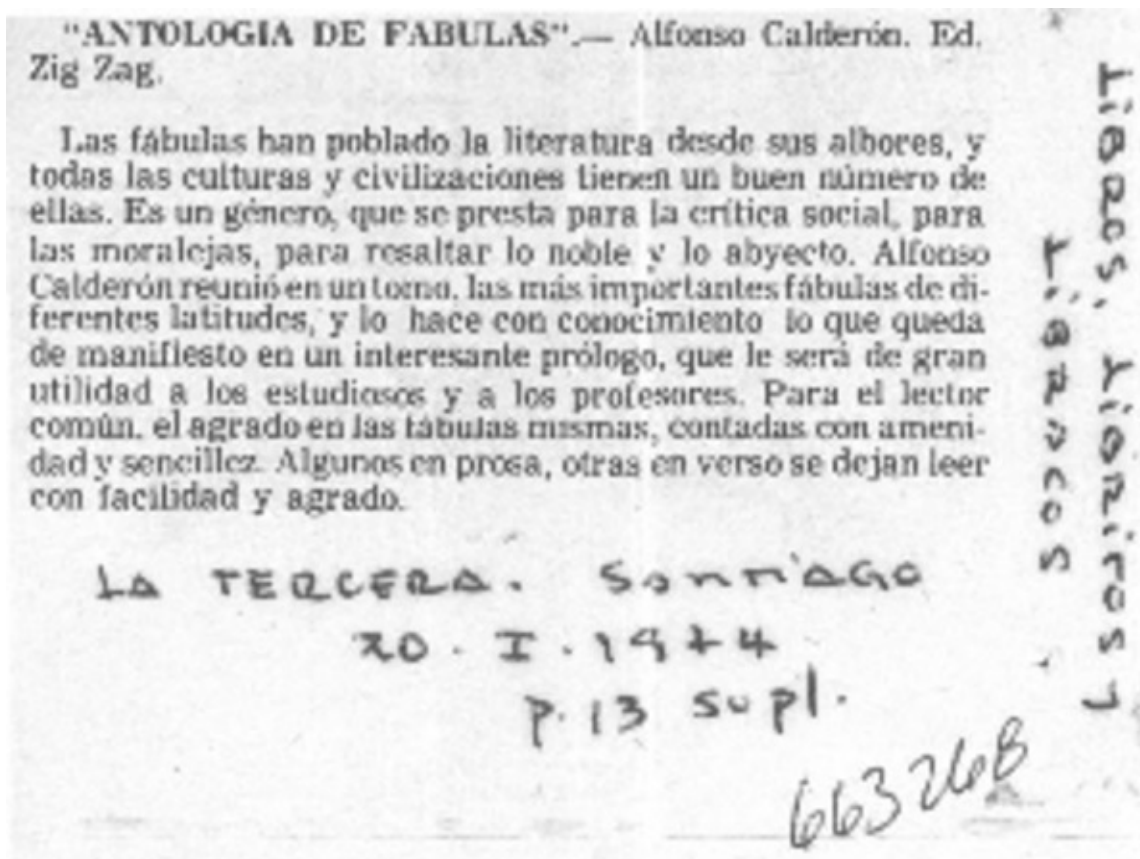 "ANTOLOGIA DE FABULAS".— Alfonso Calderón. Ed.
Zig Zag.
Las fábulas han poblado la literatura desde sus albores, y
todas las culturas y civilizaciones tienen un buen número de
ellas. Es un género, que se presta para la crítica social, para
las moralejas, para resaltar lo noble y lo abyecto. Alfonso
Calderón reunió en un tomo, las más importantes fábulas de di-
ferentes latitudes, y lo hace con conocimiento lo que queda
de manifiesto en un interesante prólogo, que le será de gran
utilidad a los estudiosos y a los profesores. Para el lector
común, el agrado en las fábulas mismas, contadas con ameni-
dad y sencillez. Algunos en prosa, otras en verso se dejan leer
con facilidad y agrado.
LA TERCERA. Santiago
20. I. 1974
p. 13 supl.
663268
Libros, Libritos y
Libracos